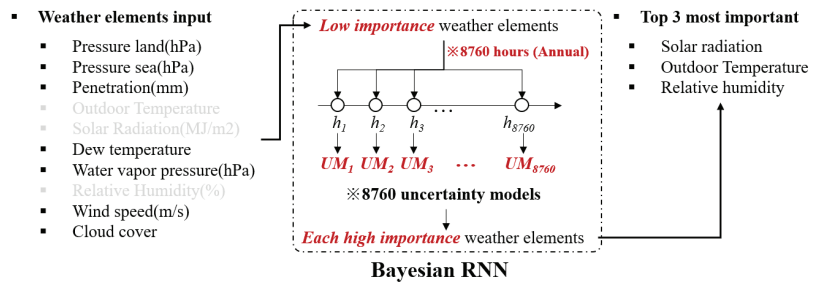 Weather elements input
Pressure land(hPa)
Pressure sea(hPa)
Penetration(mm)
Outdoor Temperature
Solar Radiation(MJ/m2)
Dew temperature
Water vapor pressure(hPa)
Relative Humidity(%)
Wind speed(m/s)
Cloud cover
Low importance weather elements
※8760 hours (Annual)
h1 h2 h3 ... h8760
UM1 UM2 UM3 ... UM8760
※8760 uncertainty models
Each high importance weather elements
Bayesian RNN
Top 3 most important
Solar radiation
Outdoor Temperature
Relative humidity